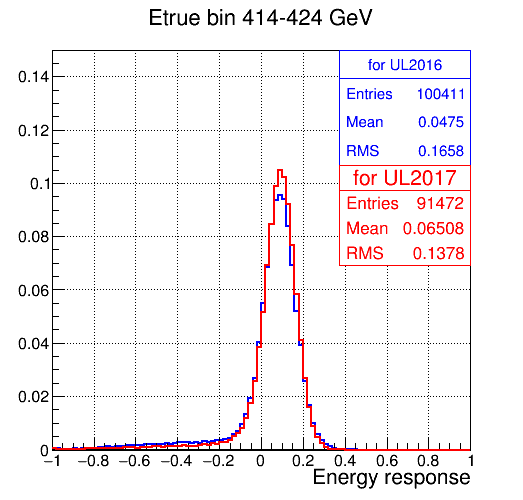 Etrue bin 414-424 GeV
for UL2016
Entries 100411
Mean 0.0475
RMS 0.1658
for UL2017
Entries 91472
Mean 0.06508
RMS 0.1378
0.14
0.12
0.1
0.08
0.06
0.04
0.02
0
−1 −0.8 −0.6 −0.4 −0.2 0 0.2 0.4 0.6 0.8 1
Energy response